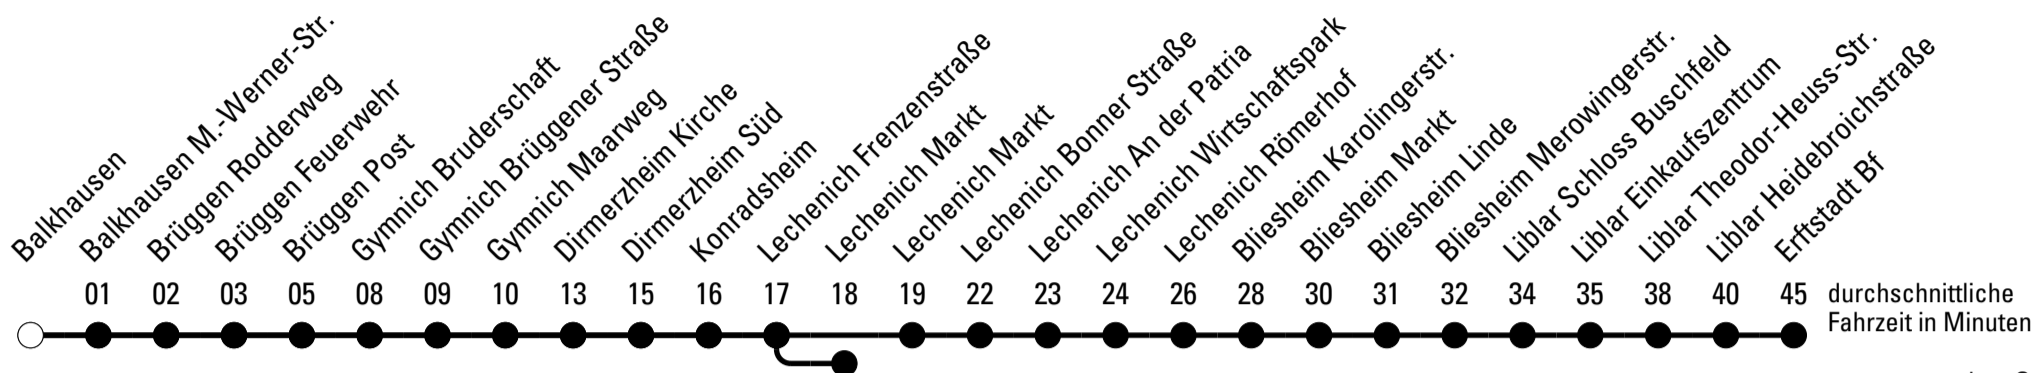 Balkhausen
Balkhausen M.-Werner-Str.
Brüggen Rodderweg
Brüggen Feuerwehr
Brüggen Post
Gymnich Bruderschaft
Gymnich Brüggener Straße
Gymnich Maarweg
Dirmerzheim Kirche
Dirmerzheim Süd
Konradsheim
Lechenich Frenzenstraße
Lechenich Markt
Lechenich Markt
Lechenich Bonner Straße
Lechenich An der Patria
Lechenich Wirtschaftspark
Lechenich Römerhof
Bliesheim Karolingerstr.
Bliesheim Markt
Bliesheim Linde
Bliesheim Merowingerstr.
Liblar Schloss Buschfeld
Liblar Einkaufszentrum
Liblar Theodor-Heuss-Str.
Liblar Heidebroichstraße
Erftstadt Bf
01 02 03 05 08 09 10 13 15 16 17 18 19 22 23 24 26 28 30 31 32 34 35 38 40 45 durchschnittliche
Fahrzeit in Minuten